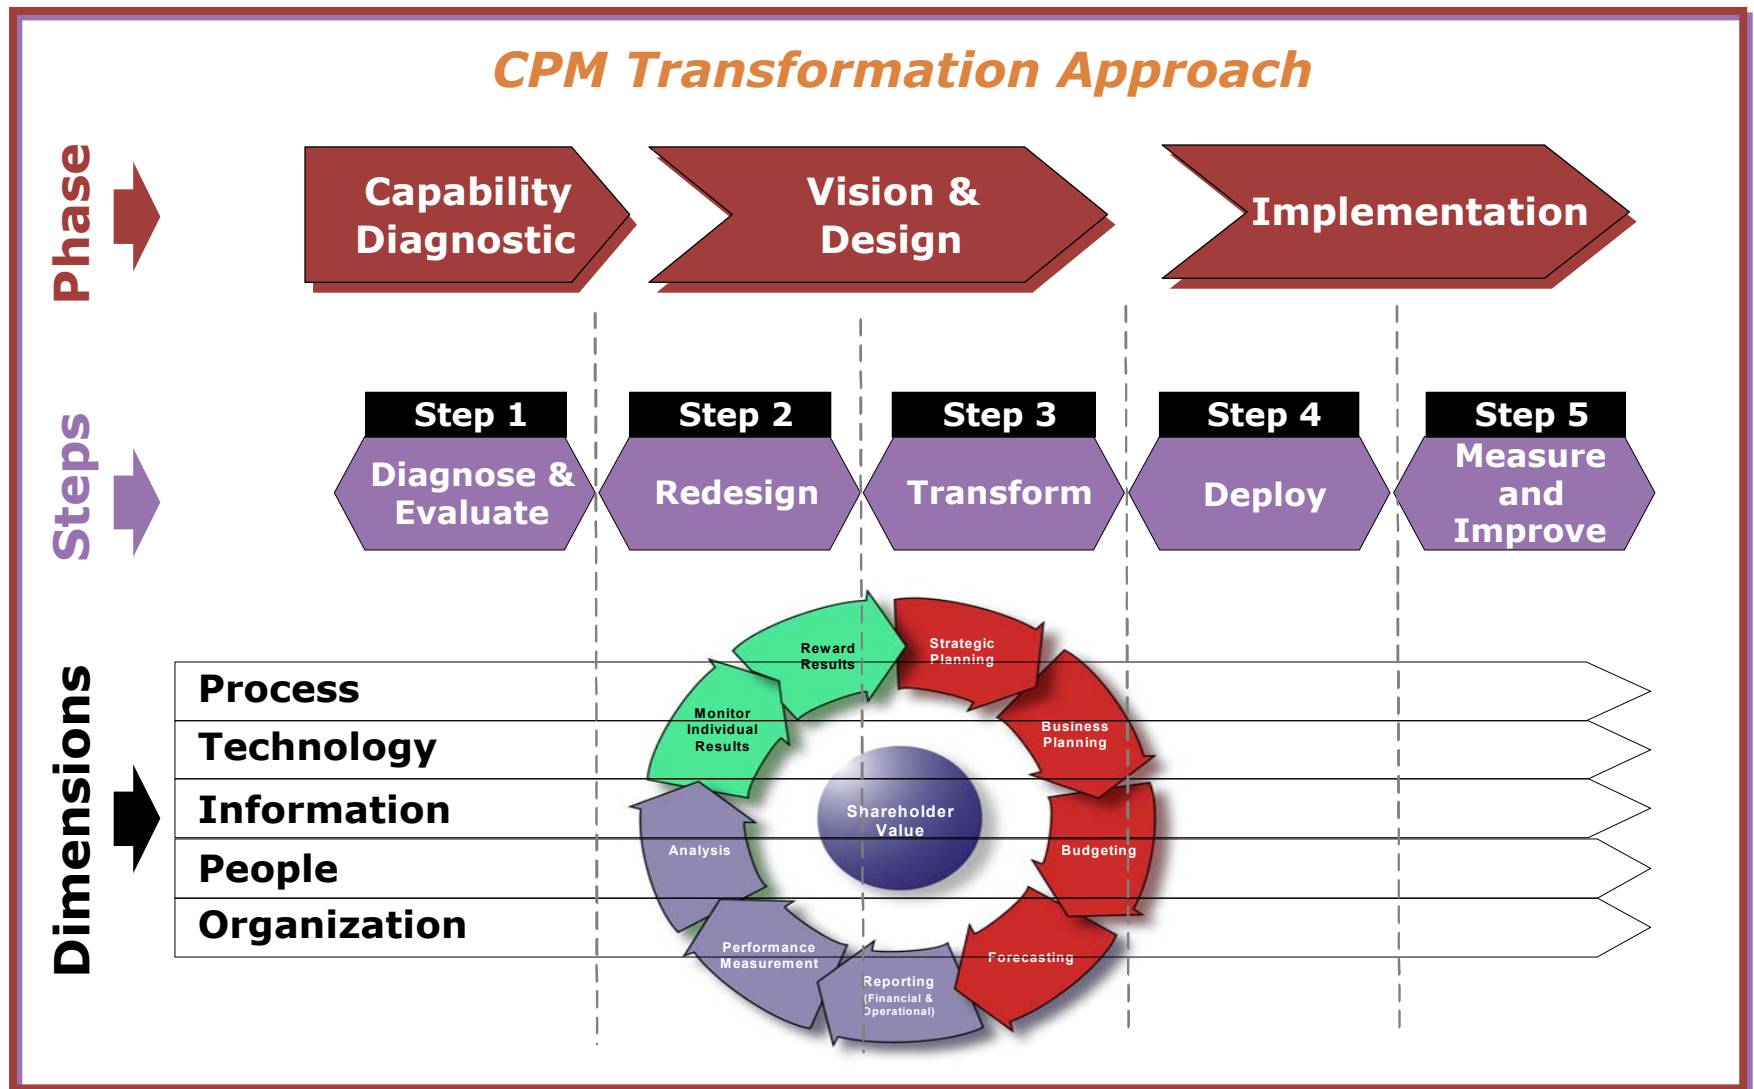 CPM Transformation Approach
Phase
Capability
Diagnostic
Vision &
Design
Implementation
Steps
Step 1
Diagnose &
Evaluate
Step 2
Redesign
Step 3
Transform
Step 4
Deploy
Step 5
Measure
and
Improve
Dimensions
Process
Technology
Information
People
Organization
Strategic
Planning
Business
Planning
Budgeting
Forecasting
Reporting
(Financial &
Operational)
Performance
Measurement
Analysis
Monitor
Individual
Results
Reward
Results
Shareholder
Value